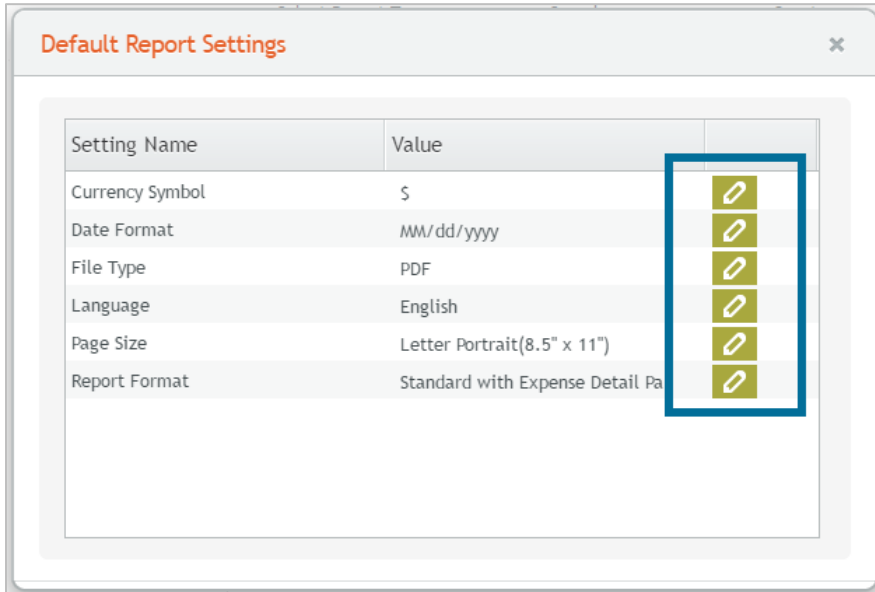 Default Report Settings
Setting Name Value
Currency Symbol $
Date Format MM/dd/yyyy
File Type PDF
Language English
Page Size Letter Portrait(8.5" x 11")
Report Format Standard with Expense Detail Pa